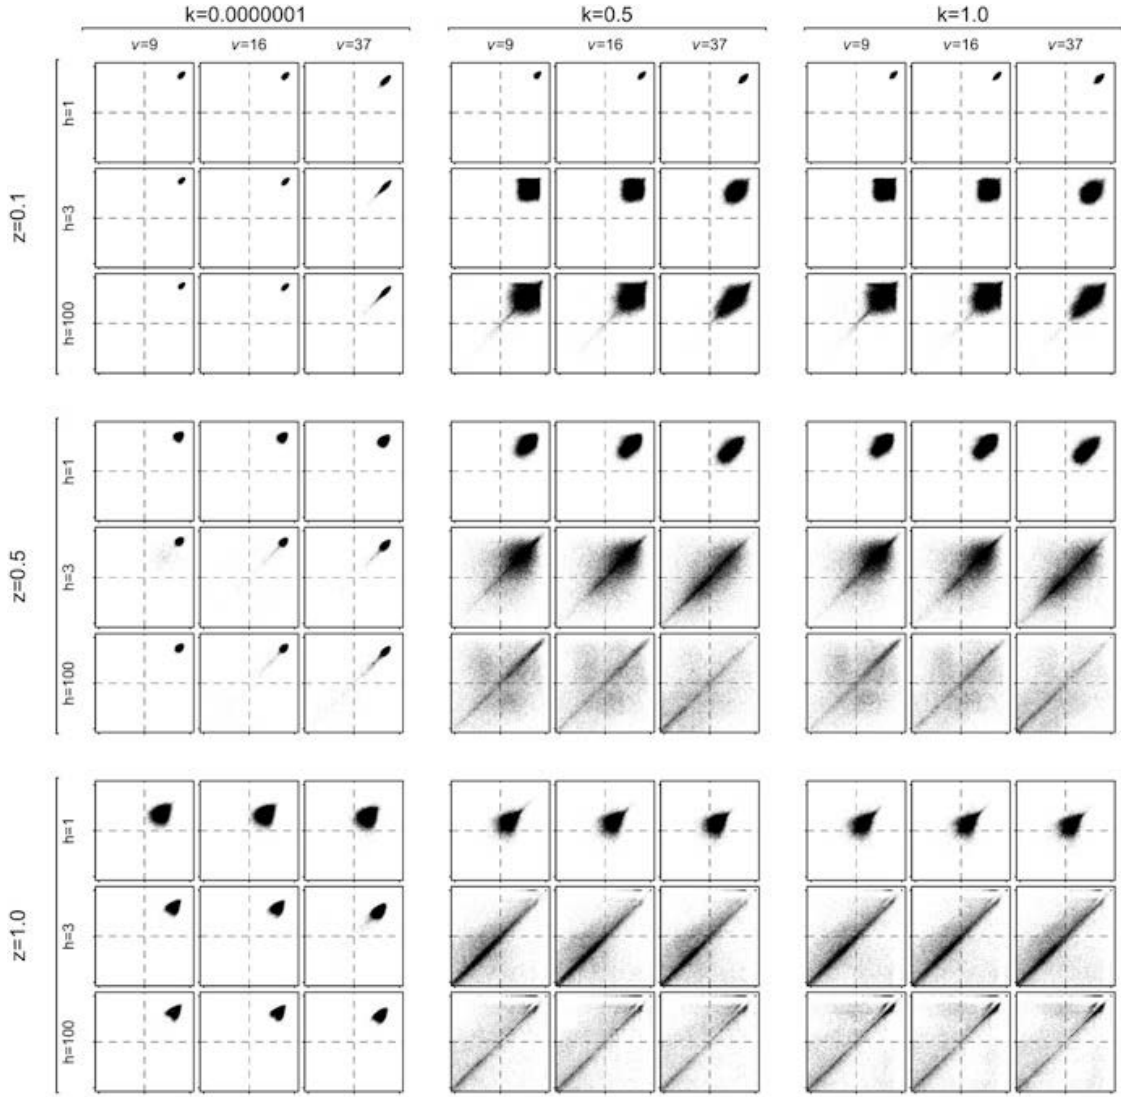 k=0.0000001 k=0.5 k=1.0
v=9 v=16 v=37 v=9 v=16 v=37 v=9 v=16 v=37
z=0.1
h=1
h=3
h=100
z=0.5
h=1
h=3
h=100
z=1.0
h=1
h=3
h=100